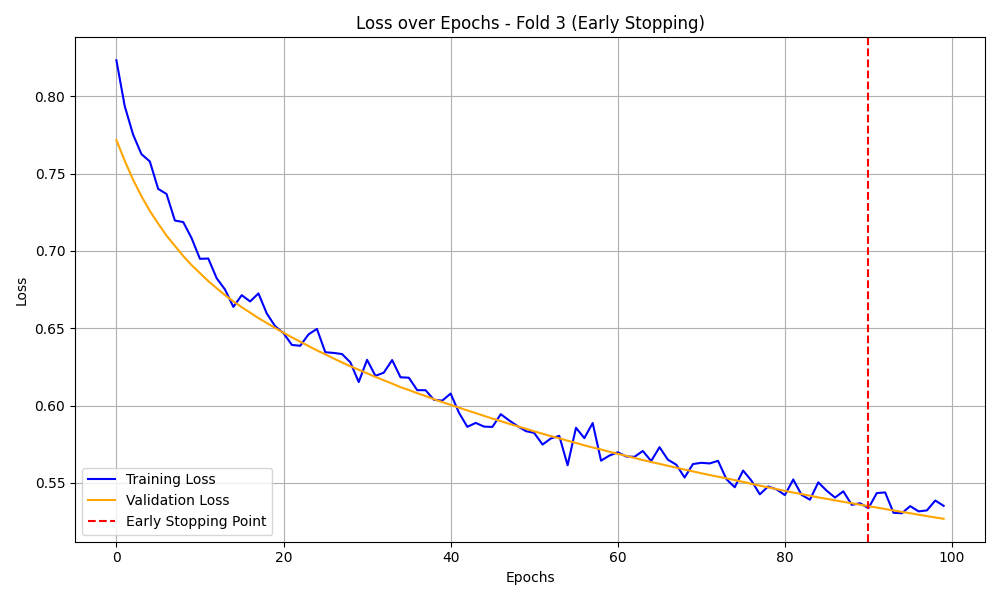 Loss over Epochs - Fold 3 (Early Stopping)
Loss
0.80
0.75
0.70
0.65
0.60
0.55
Training Loss
Validation Loss
Early Stopping Point
0 20 40 60 80 100
Epochs